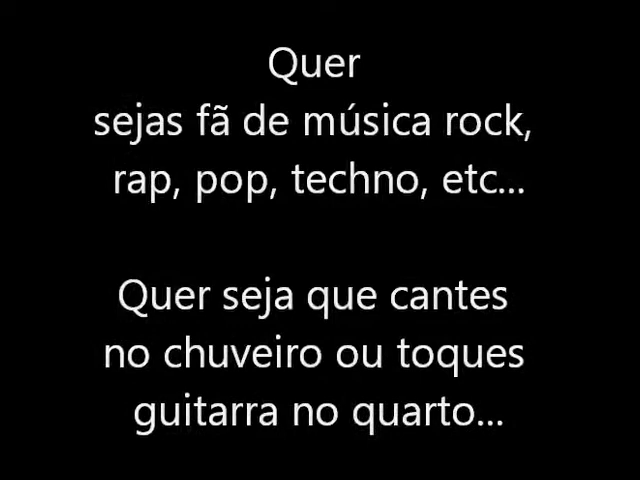 Quer
sejas fã de música rock,
rap, pop, techno, etc...
Quer seja que cantes
no chuveiro ou toques
guitarra no quarto...